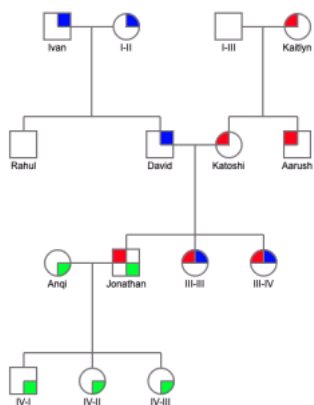 Ivan I-II I-III Kaitlyn
Rahul David Katoshi Aarush
Anqi Jonathan III-III III-IV
IV-I IV-II IV-III